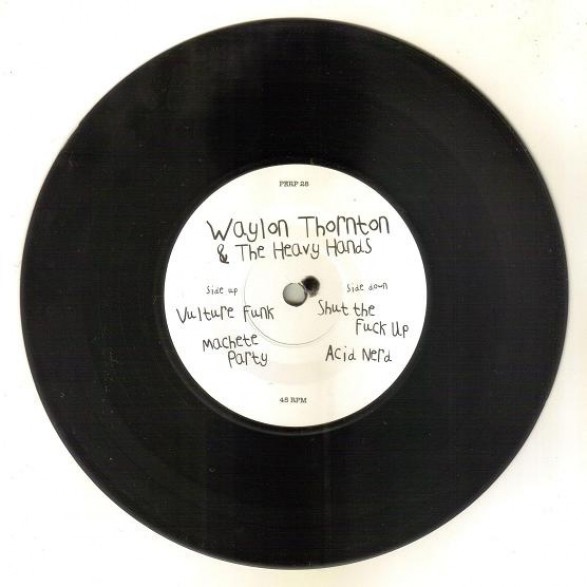 PERP 28
Waylon Thornton
& The Heavy Hands
Side up
Vulture Funk
Machete
Party
Side down
Shut the
Fuck Up
Acid Nerd
45 RPM